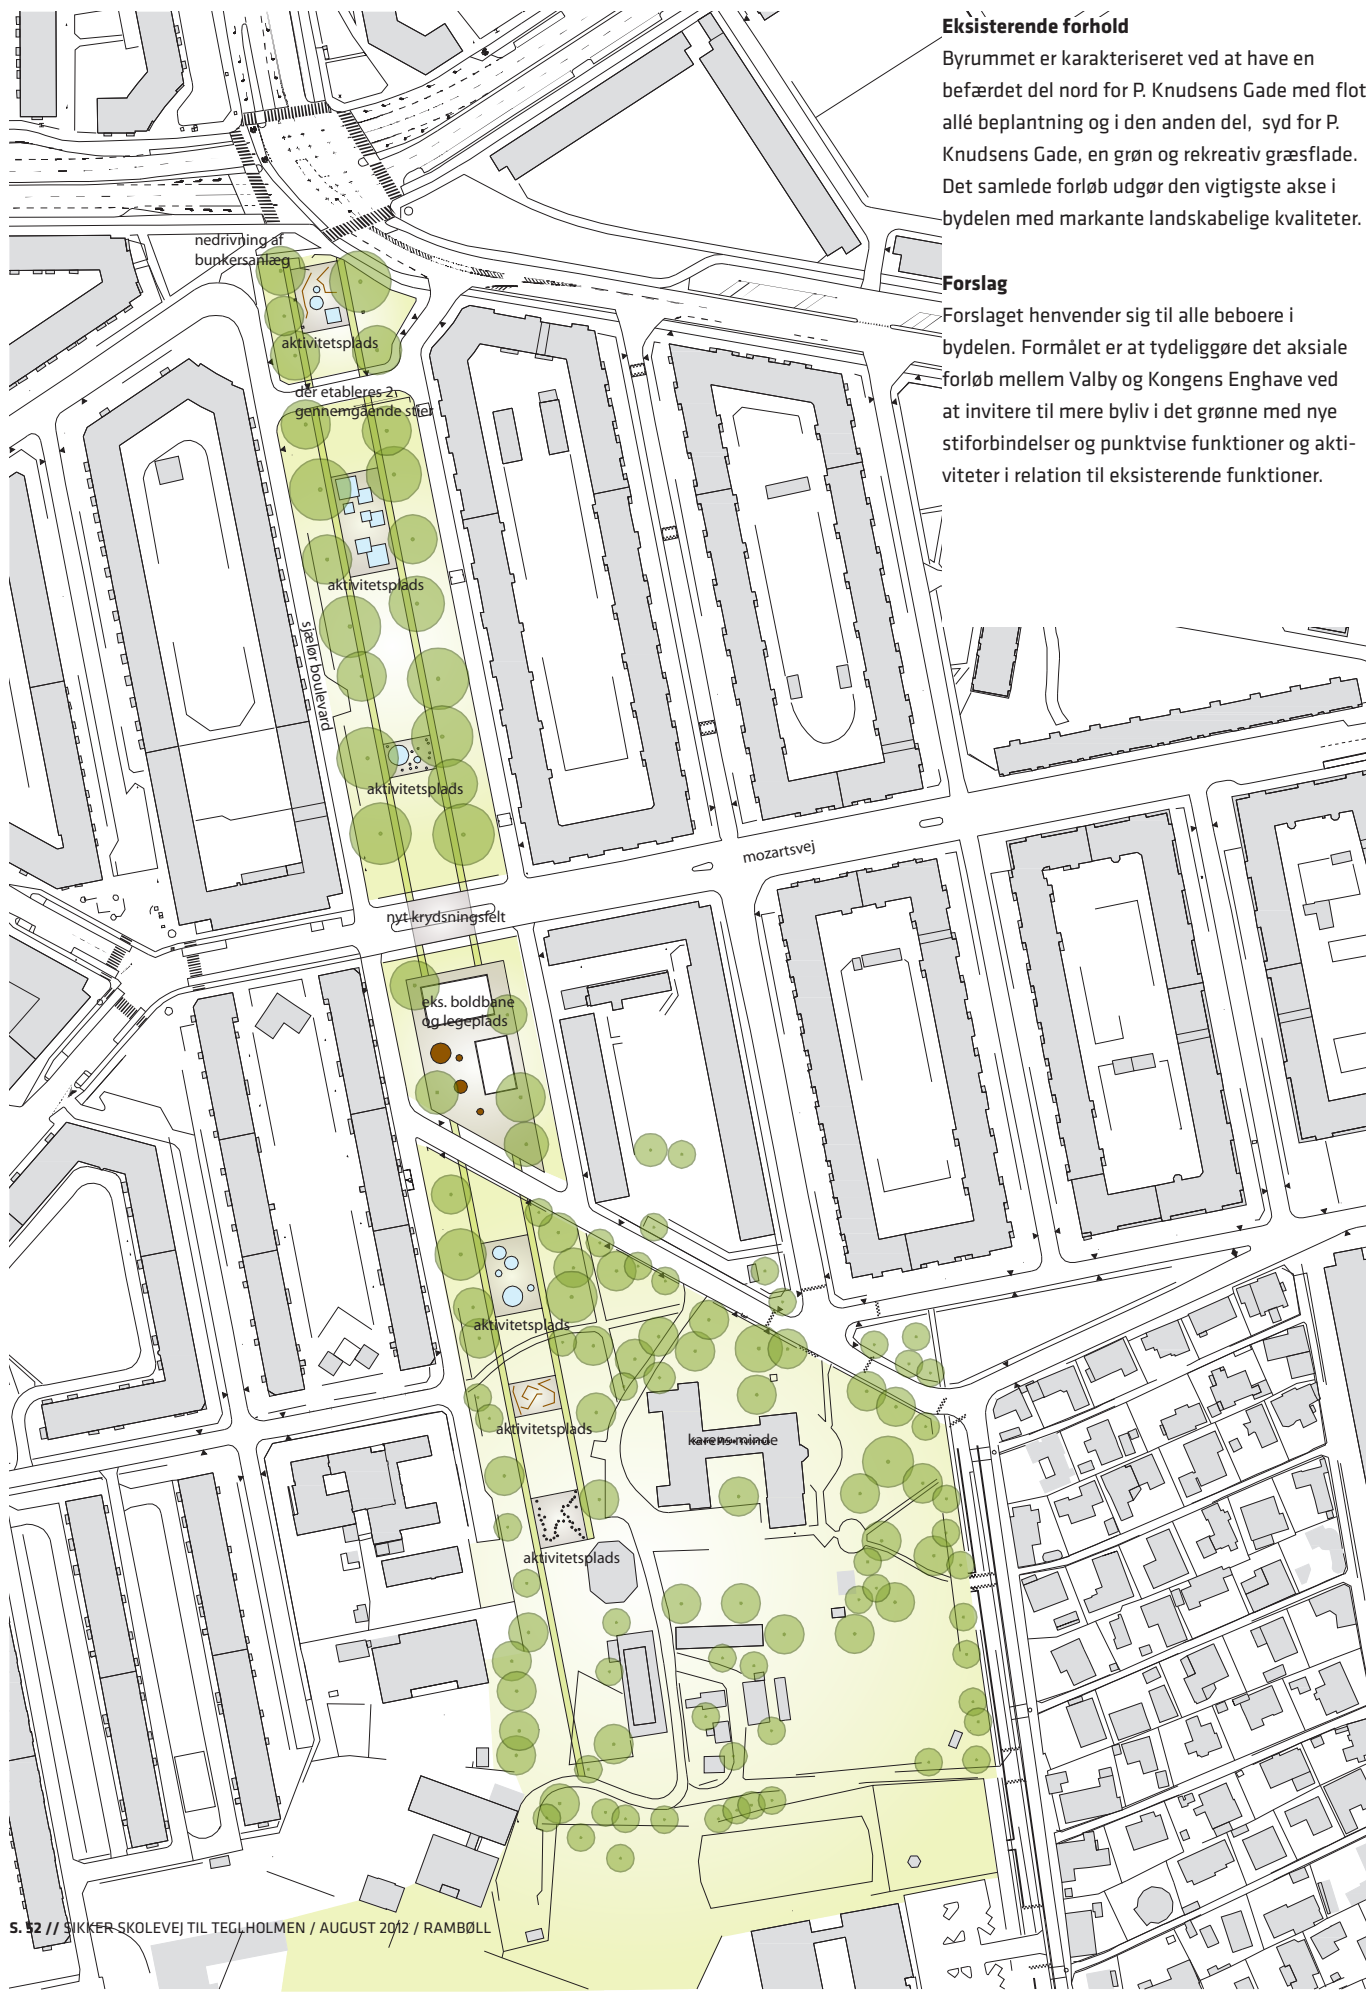 Eksisterende forhold
Byrummet er karakteriseret ved at have en
befærdet del nord for P. Knudsens Gade med flot
allé beplantning og i den anden del,  syd for P.
Knudsens Gade, en grøn og rekreativ græsflade.
Det samlede forløb udgør den vigtigste akse i
bydelen med markante landskabelige kvaliteter.
Forslag
Forslaget henvender sig til alle beboere i
bydelen. Formålet er at tydeliggøre det aksiale
forløb mellem Valby og Kongens Enghave ved
at invitere til mere byliv i det grønne med nye
stiforbindelser og punktvise funktioner og akti-
viteter i relation til eksisterende funktioner.
nedrivning af
bunkersanlæg
aktivitetsplads
der etableres 2
gennemgående stier
aktivitetsplads
sjælør boulevard
aktivitetsplads
mozartsvej
nyt krydsningsfelt
eks. boldbane
og legeplads
aktivitetsplads
aktivitetsplads
karens minde
aktivitetsplads
S. 52 // SIKKER SKOLEVEJ TIL TEGLHOLMEN / AUGUST 2012 / RAMBØLL